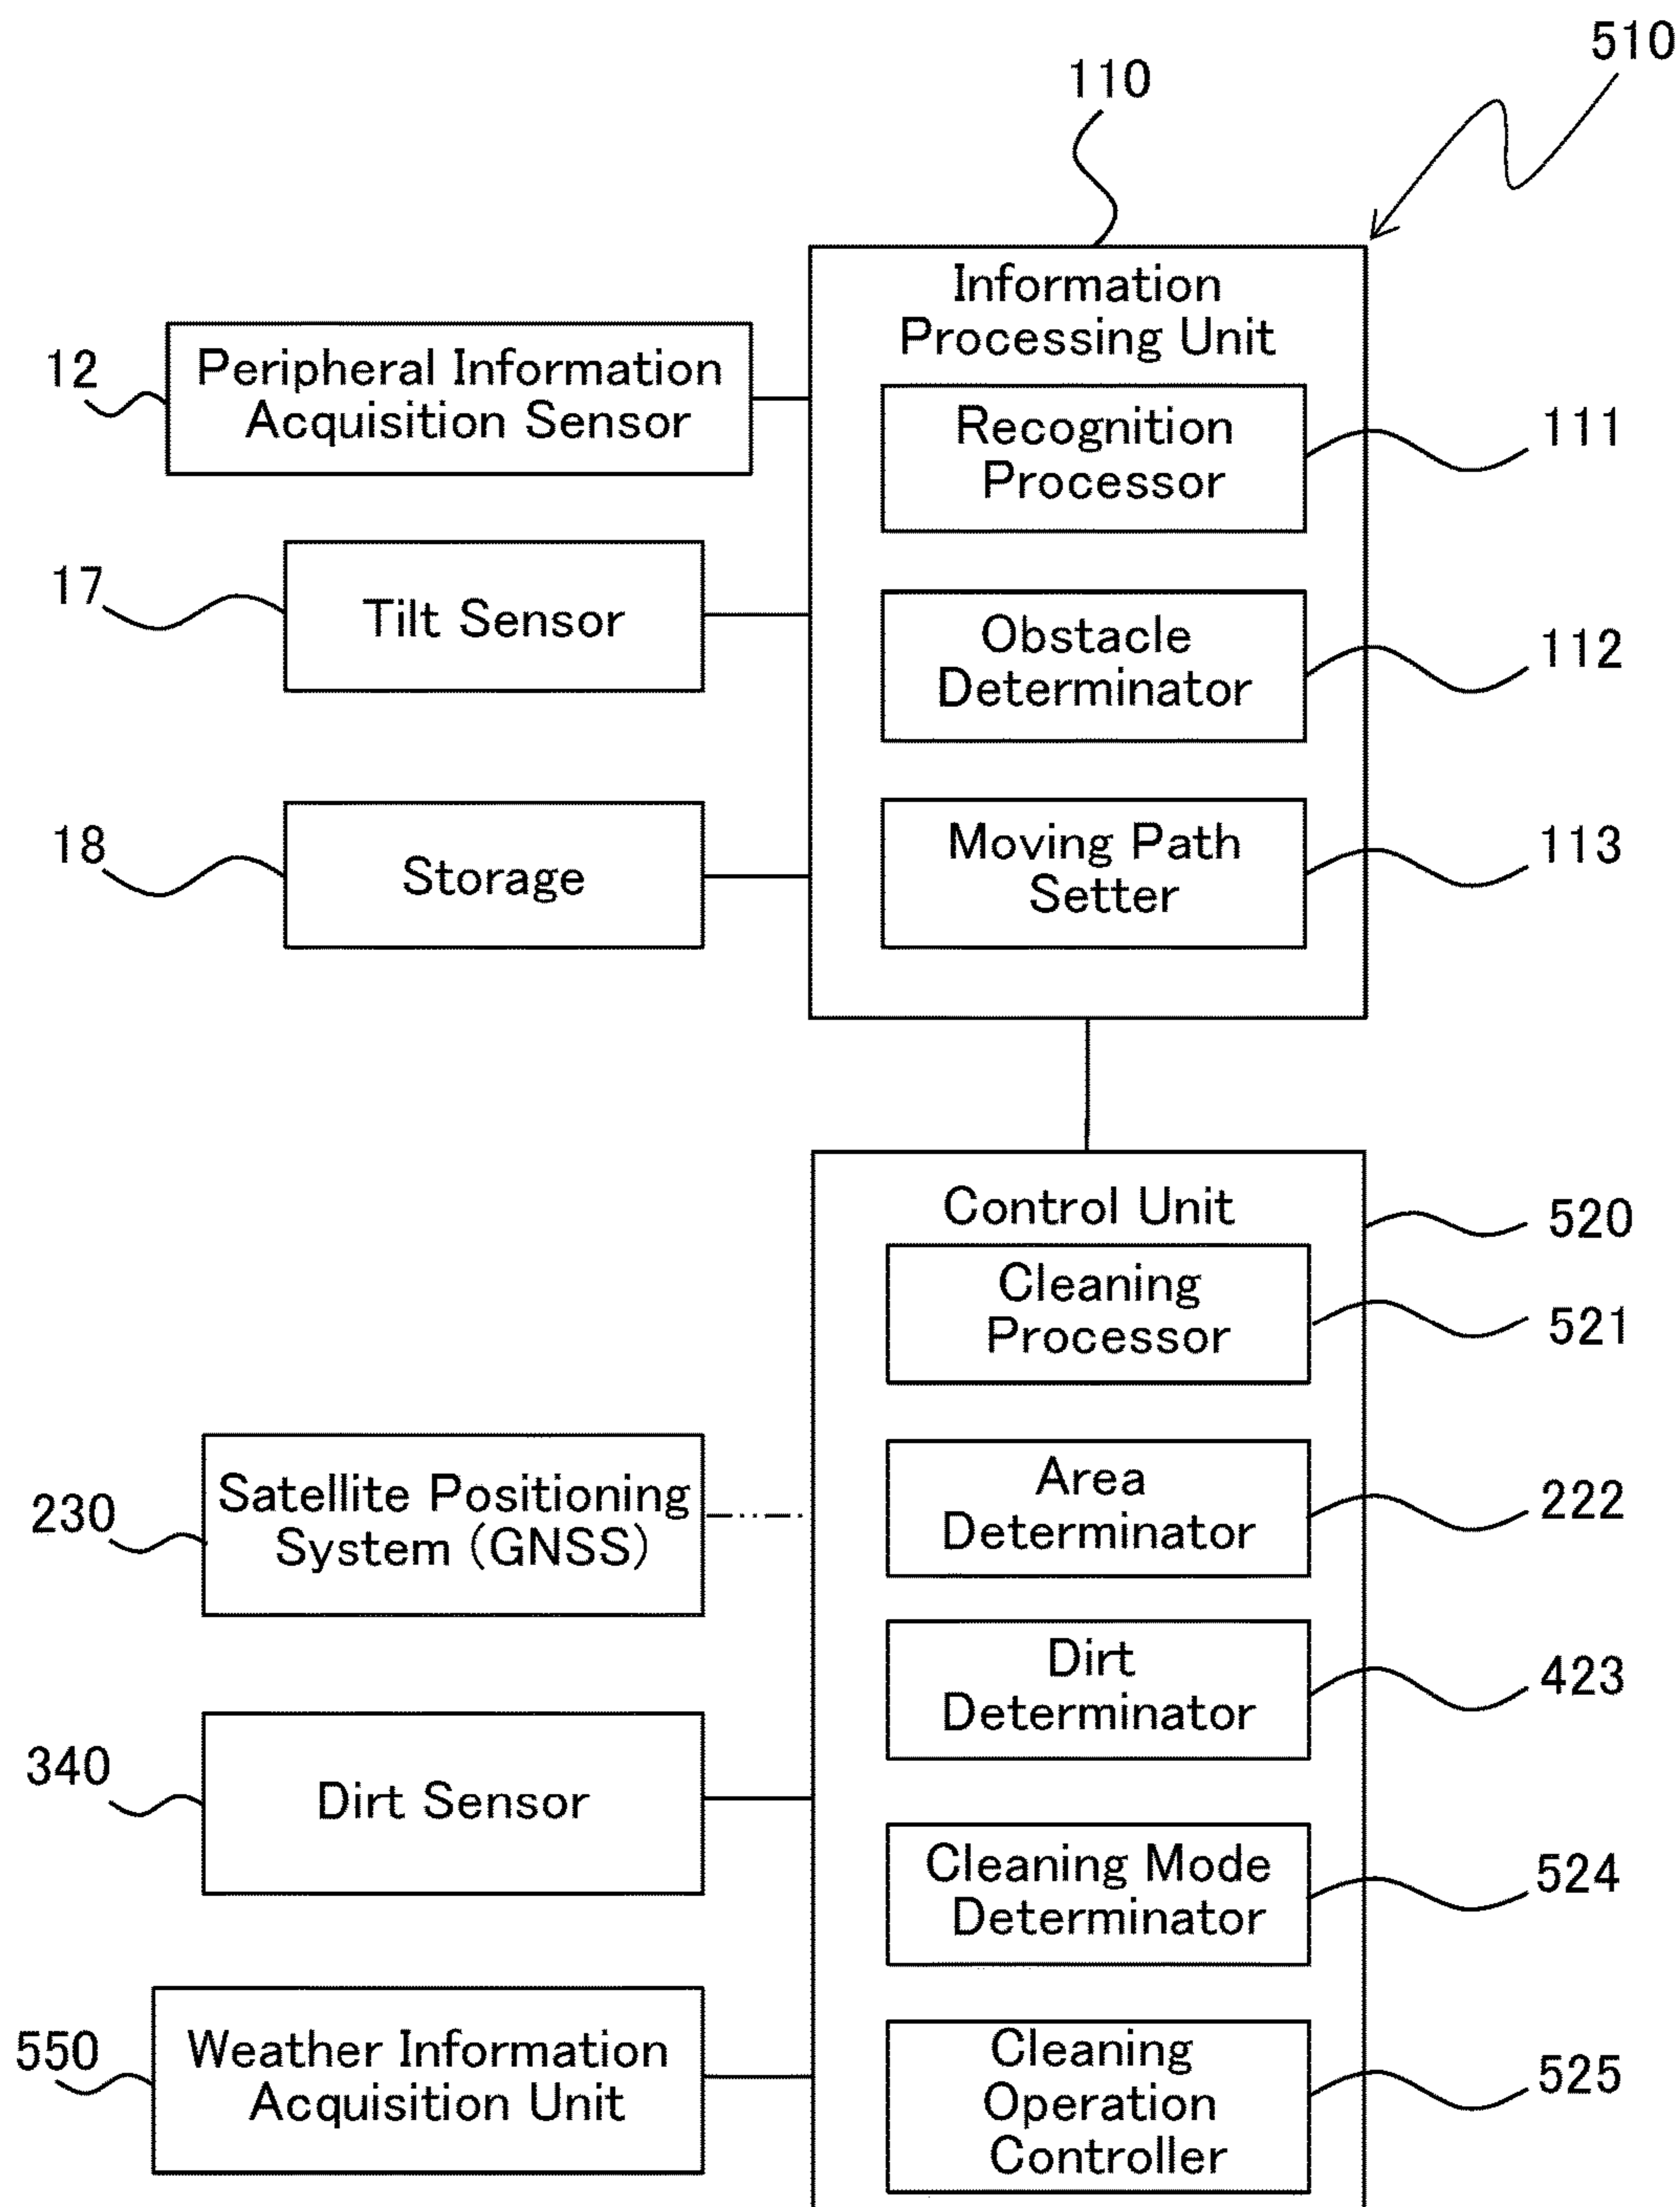 510
110
Information
Processing Unit
12
Peripheral Information
Acquisition Sensor
Recognition
Processor
111
17
Tilt Sensor
Obstacle
Determinator
112
18
Storage
Moving Path
Setter
113
Control Unit
520
Cleaning
Processor
521
230
Satellite Positioning
System (GNSS)
Area
Determinator
222
Dirt
Determinator
423
340
Dirt Sensor
Cleaning Mode
Determinator
524
550
Weather Information
Acquisition Unit
Cleaning
Operation
Controller
525